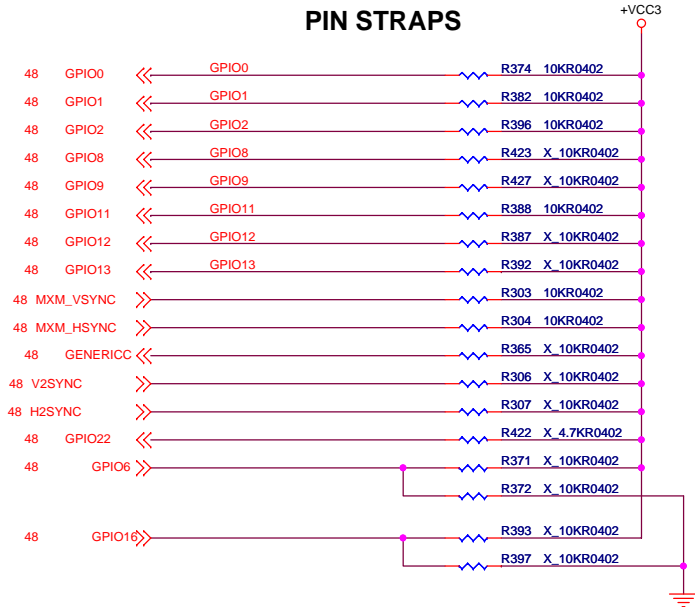 PIN STRAPS
+VCC3
48 GPIO0 GPIO0 R374 10KR0402
48 GPIO1 GPIO1 R382 10KR0402
48 GPIO2 GPIO2 R396 10KR0402
48 GPIO8 GPIO8 R423 X_10KR0402
48 GPIO9 GPIO9 R427 X_10KR0402
48 GPIO11 GPIO11 R388 10KR0402
48 GPIO12 GPIO12 R387 X_10KR0402
48 GPIO13 GPIO13 R392 X_10KR0402
48 MXM_VSYNC R303 10KR0402
48 MXM_HSYNC R304 10KR0402
48 GENERICC R365 X_10KR0402
48 V2SYNC R306 X_10KR0402
48 H2SYNC R307 X_10KR0402
48 GPIO22 R422 X_4.7KR0402
48 GPIO6 R371 X_10KR0402
R372 X_10KR0402
48 GPIO16 R393 X_10KR0402
R397 X_10KR0402